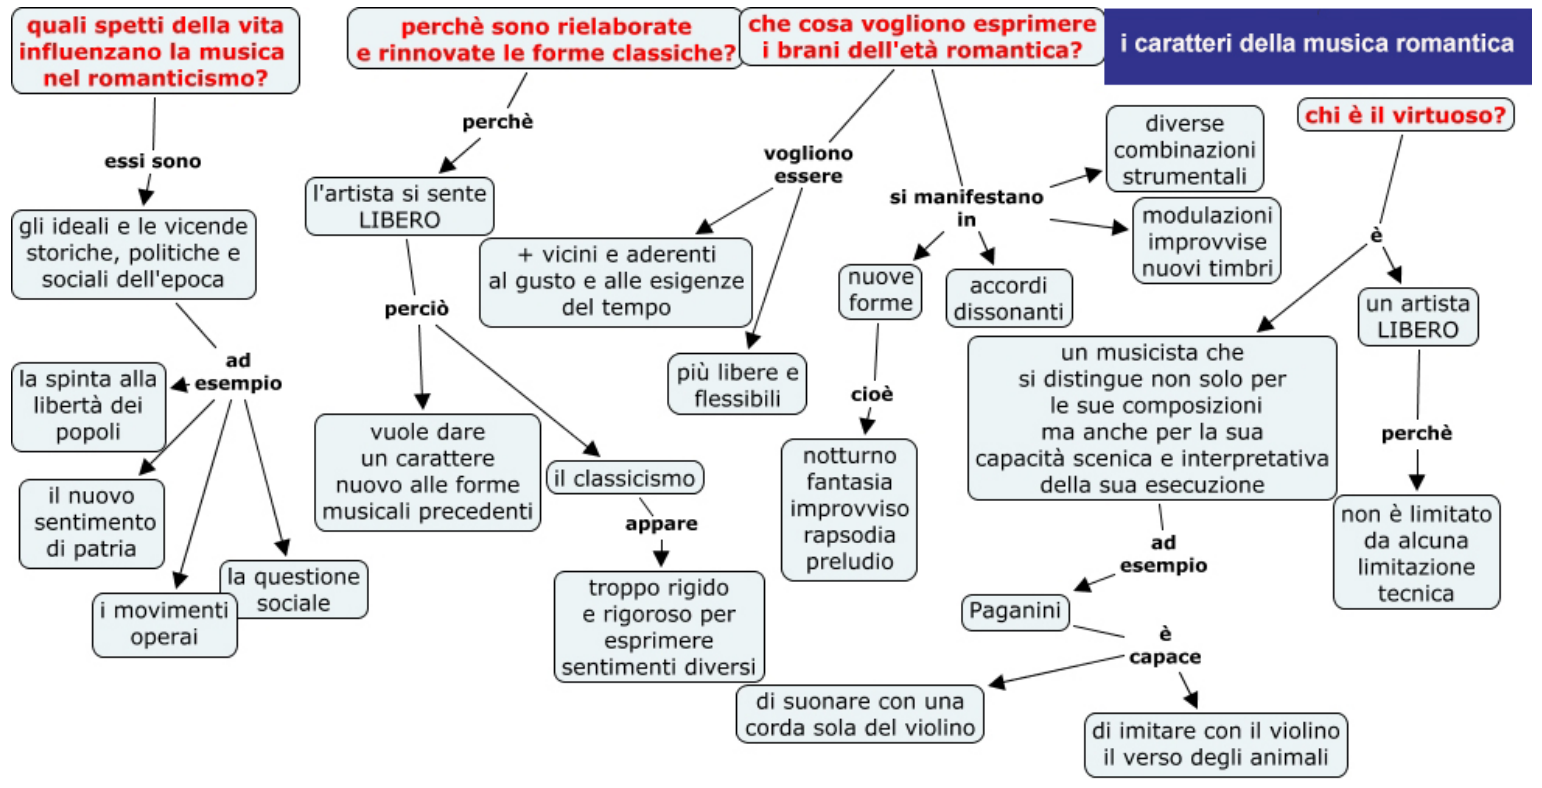 i caratteri della musica romantica
quali spetti della vita
influenzano la musica
nel romanticismo?
essi sono
gli ideali e le vicende
storiche, politiche e
sociali dell'epoca
ad
esempio
la spinta alla
libertà dei
popoli
il nuovo
sentimento
di patria
i movimenti
operai
la questione
sociale
perchè sono rielaborate
e rinnovate le forme classiche?
perchè
l'artista si sente
LIBERO
perciò
vuole dare
un carattere
nuovo alle forme
musicali precedenti
il classicismo
appare
troppo rigido
e rigoroso per
esprimere
sentimenti diversi
che cosa vogliono esprimere
i brani dell'età romantica?
vogliono
essere
+ vicini e aderenti
al gusto e alle esigenze
del tempo
più libere e
flessibili
si manifestano
in
nuove
forme
cioè
notturno
fantasia
improvviso
rapsodia
preludio
accordi
dissonanti
diverse
combinazioni
strumentali
modulazioni
improvvise
nuovi timbri
chi è il virtuoso?
è
un musicista che
si distingue non solo per
le sue composizioni
ma anche per la sua
capacità scenica e interpretativa
della sua esecuzione
ad
esempio
Paganini
è
capace
di suonare con una
corda sola del violino
di imitare con il violino
il verso degli animali
un artista
LIBERO
perchè
non è limitato
da alcuna
limitazione
tecnica